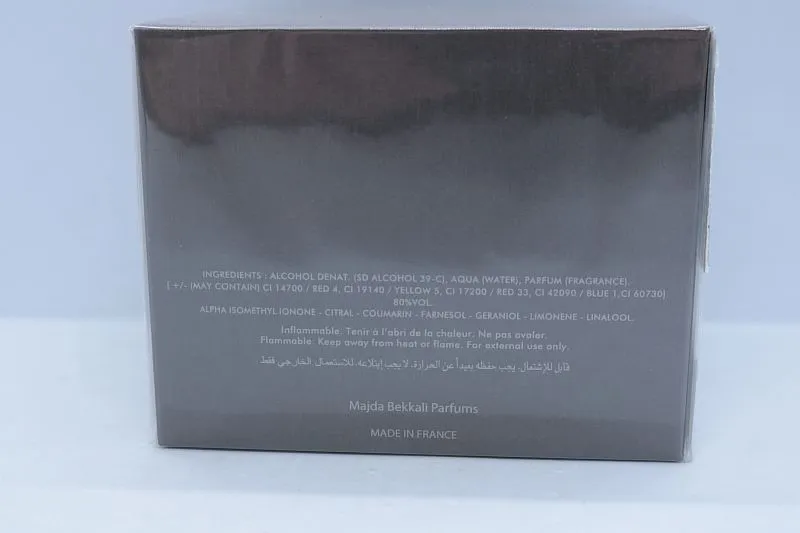 INGREDIENTS : ALCOHOL DENAT. (SD ALCOHOL 39-C), AQUA (WATER), PARFUM (FRAGRANCE).
[ +/- (MAY CONTAIN) CI 14700 / RED 4, CI 19140 / YELLOW 5, CI 17200 / RED 33, CI 42090 / BLUE 1,CI 60730)
80%VOL.
ALPHA ISOMETHYL IONONE - CITRAL - COUMARIN - FARNESOL - GERANIOL - LIMONENE - LINALOOL.
Inflammable. Tenir à l'abri de la chaleur. Ne pas avaler.
Flammable. Keep away from heat or flame. For external use only.
قابل للإشتعال. يجب حفظه بعيداً عن الحرارة. لا يجب إبتلاعه. للاستعمال الخارجي فقط
Majda Bekkali Parfums
MADE IN FRANCE